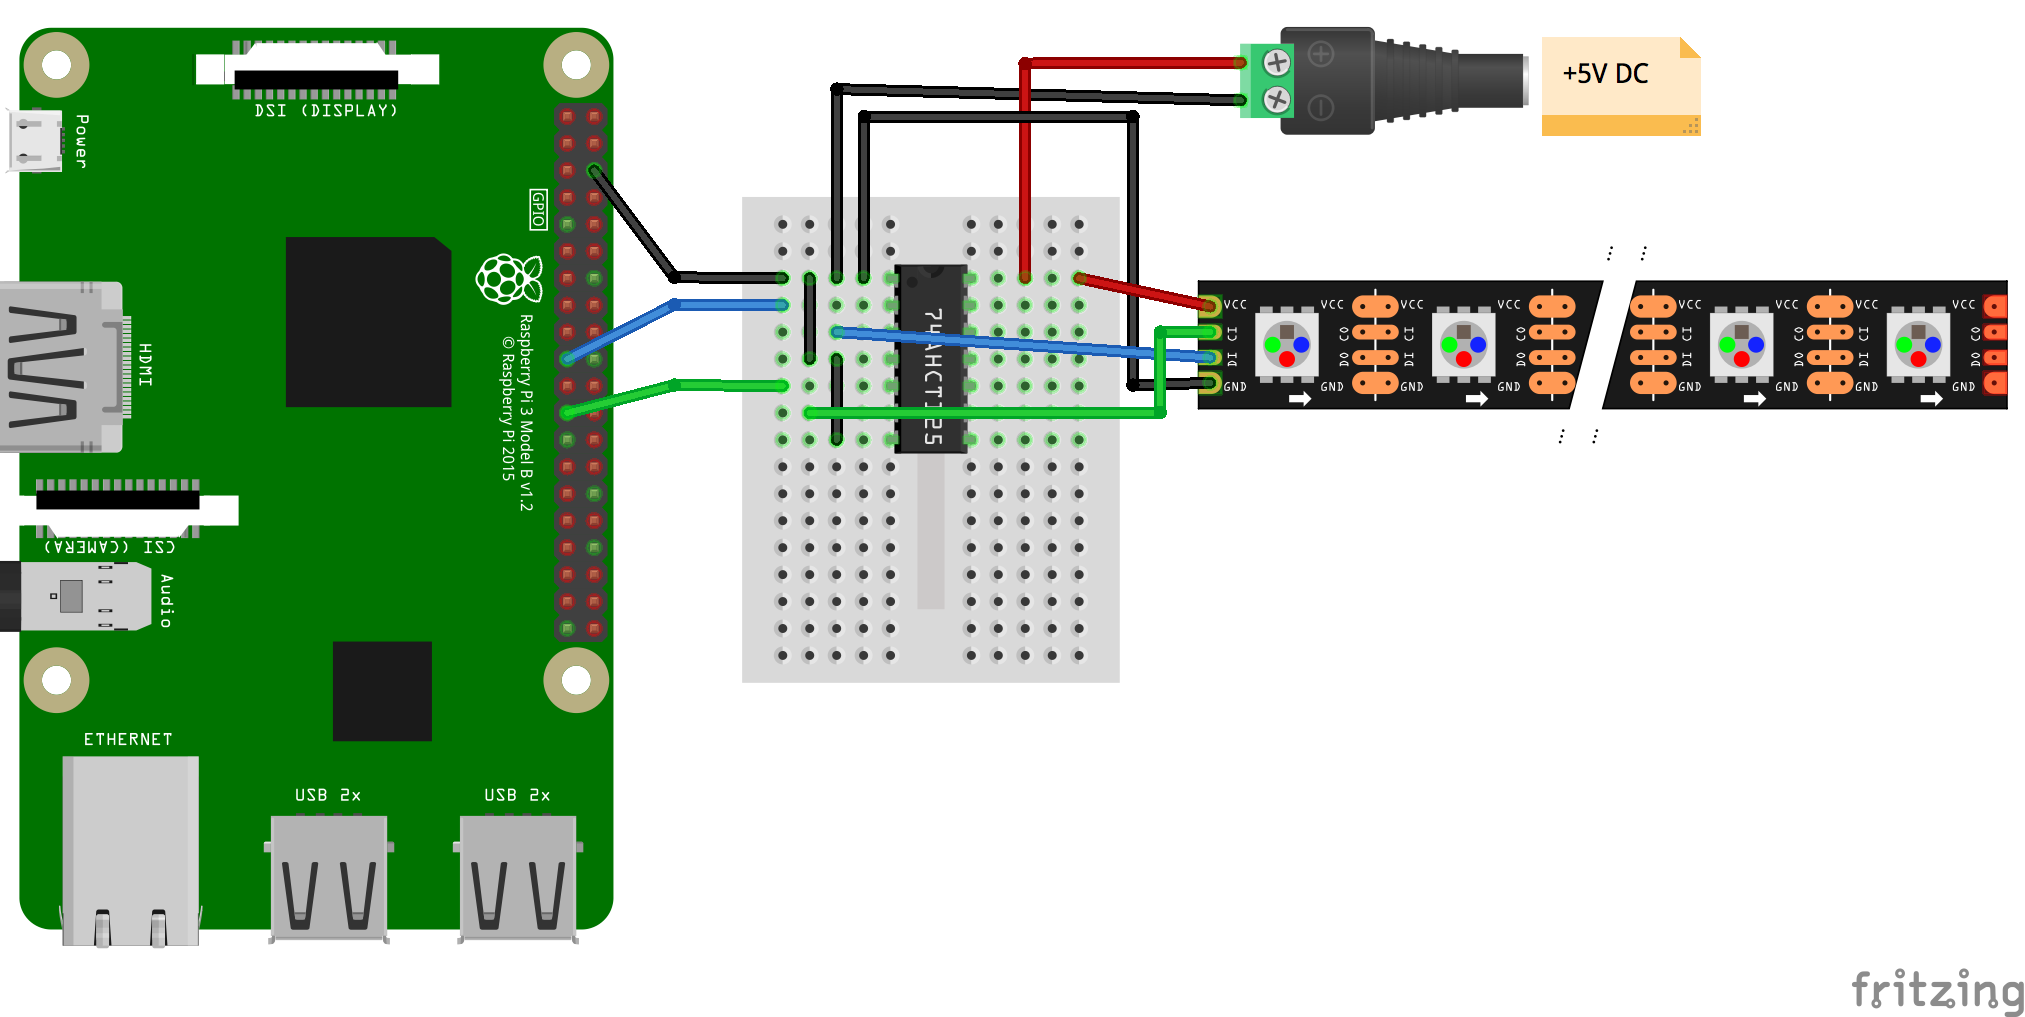 DSI (DISPLAY)
Power
GPIO
HDMI
Raspberry Pi 3 Model B v1.2
© Raspberry Pi 2015
CSI (CAMERA)
Audio
ETHERNET
USB 2x
USB 2x
74AHCT125
+5V DC
VCC
CI
DI
GND
VCC
CO
DO
GND
VCC
CI
DI
GND
VCC
CO
DO
GND
VCC
CI
DI
GND
VCC
CO
DO
GND
VCC
CI
DI
GND
VCC
CO
DO
GND
fritzing